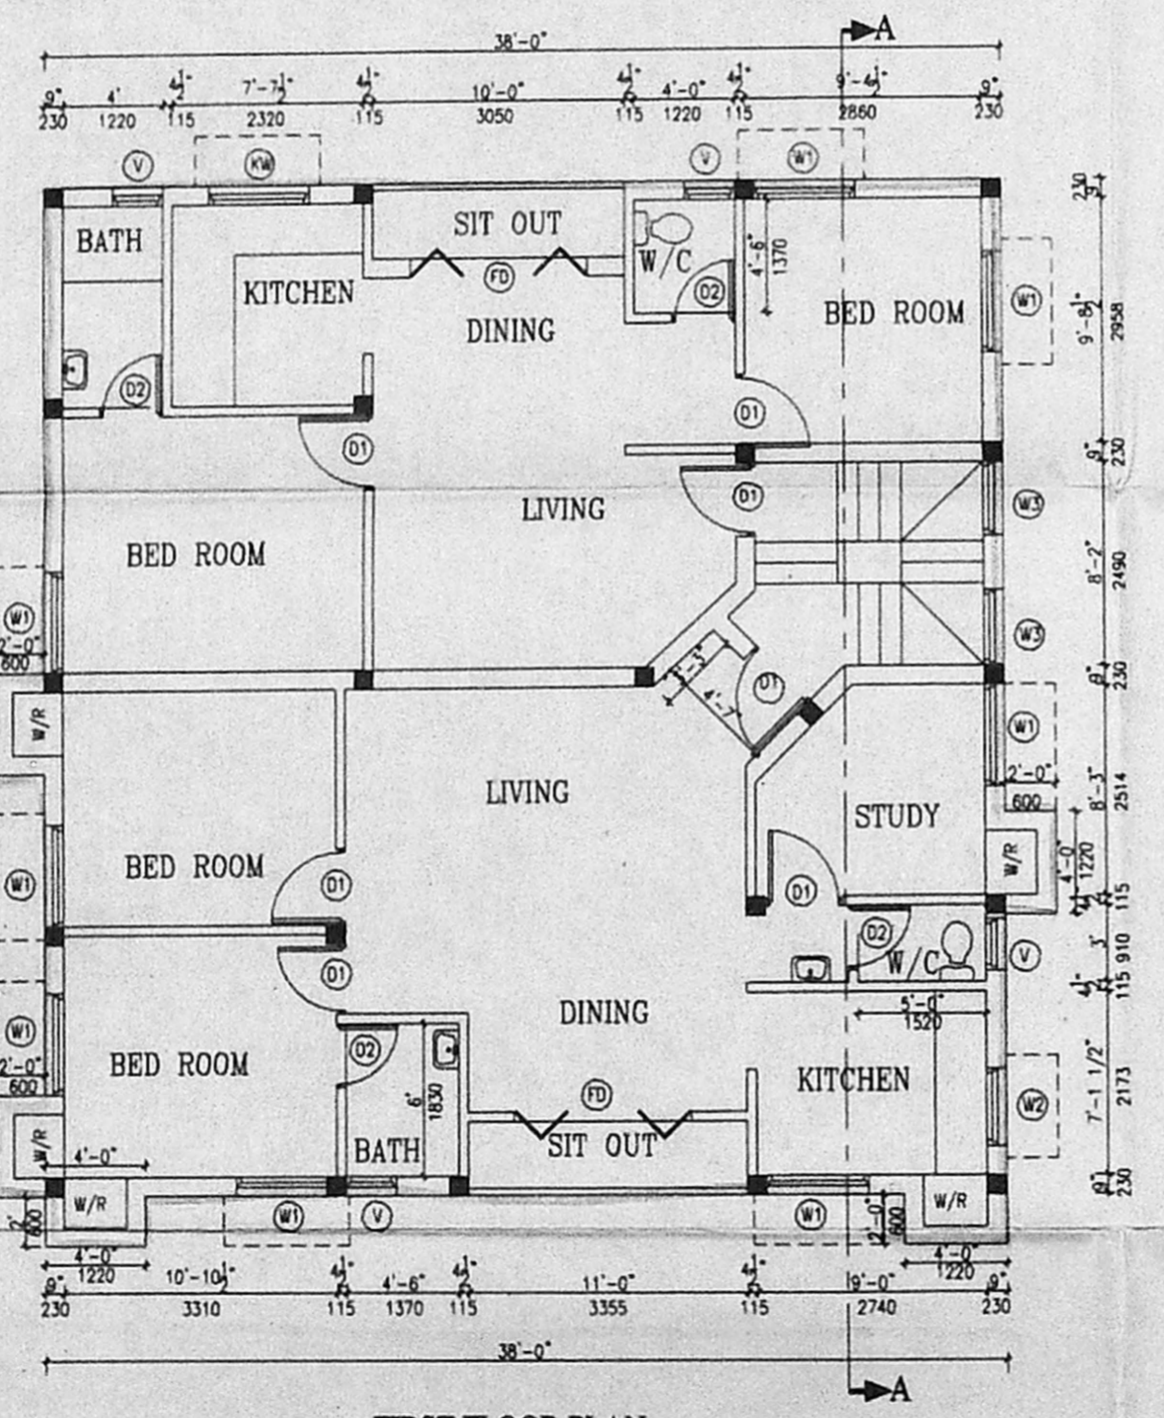 A
38'-0"
9" 4' 4½" 7'-7½" 4½" 10'-0" 4½" 4'-0" 4½" 9'-4½" 9"
230 1220 115 2320 115 3050 115 1220 115 2860 230
V KW V W1
230 9"
BATH SIT OUT
KITCHEN FD W/C D2 4'-6" 1370 BED ROOM W1
DINING 9'-8½" 2958
D2 D1
D1 9" 230
D1 W3
LIVING
BED ROOM 8'-2" 2490
W1 W3
2'-0"
600
9" 230
D1
4'-7"
W/R W1
2'-0"
600
LIVING 8'-3" 2514
STUDY
BED ROOM W/R 4'-0" 1220
W1 D1 D1
4½" 115
D2 W/C V 3' 910
D1
4½" 115
5'-0"
1520
DINING
W1 D2
2'-0"
600
BED ROOM 6" 1830 FD KITCHEN W2 7'-1 1/2" 2173
W/R BATH SIT OUT
4'-0"
9" 230
W/R W/R
2' 600 W1 V W1 2'-0" 600
4'-0" 4'-0"
1220 1220
9" 10'-10½" 4½" 4'-6" 4½" 11'-0" 4½" 9'-0" 9"
230 3310 115 1370 115 3355 115 2740 230
38'-0"
A